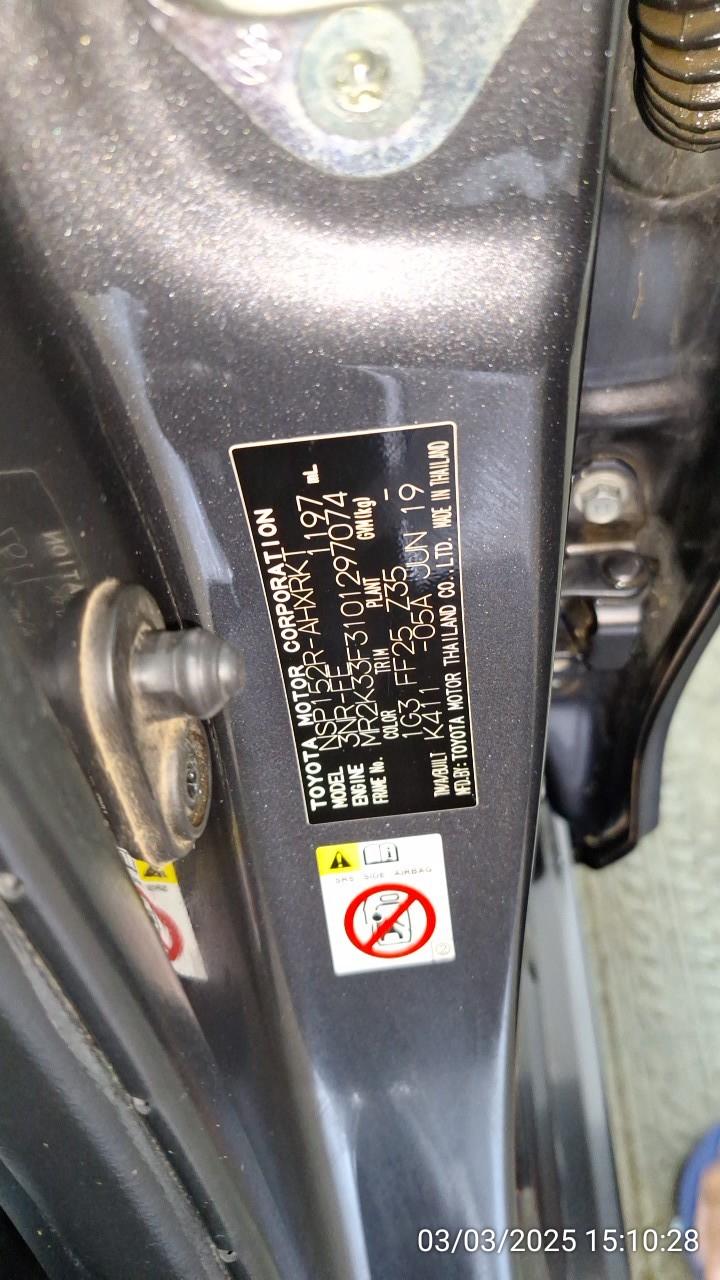 TOYOTA MOTOR CORPORATION
MODEL NSP152R-AHXRKT 1197 mL
ENGINE 3NR-FE
FRAME No. MR2K33F3101297074
COLOR TRIM PLANT GVM(kg)
1G3 FF25 Z35 -
TMA/BUILT K411 -05A JUN 19
MFD.BY: TOYOTA MOTOR THAILAND CO., LTD. MADE IN THAILAND
SRS SIDE AIRBAG
03/03/2025 15:10:28